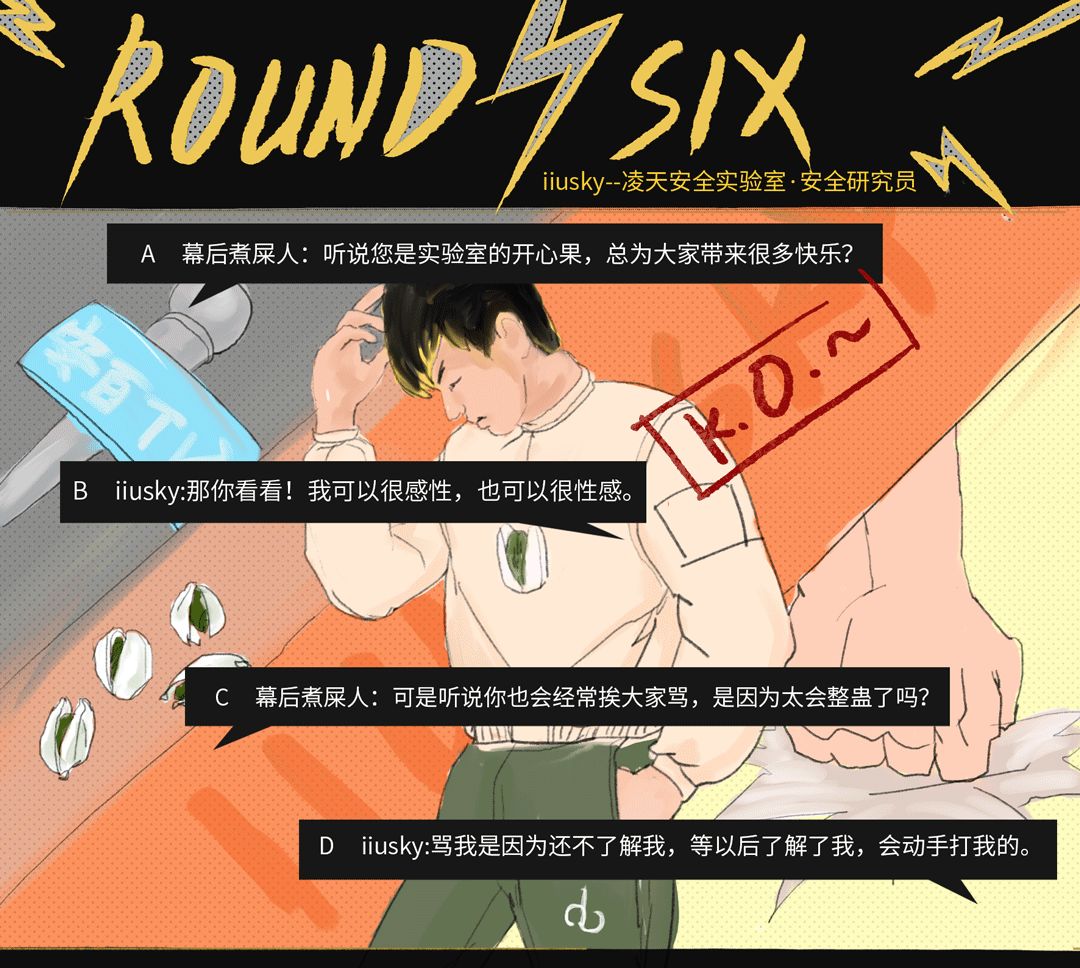 ROUND SIX
iiusky--凌天安全实验室·安全研究员
A 幕后煮屎人：听说您是实验室的开心果，总为大家带来很多快乐？
K.O.~
安百TV
B iiusky:那你看看！我可以很感性，也可以很性感。
C 幕后煮屎人：可是听说你也会经常挨大家骂，是因为太会整蛊了吗？
D iiusky:骂我是因为还不了解我，等以后了解了我，会动手打我的。